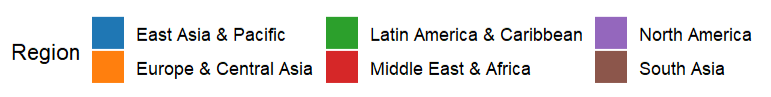 Region
East Asia & Pacific
Europe & Central Asia
Latin America & Caribbean
Middle East & Africa
North America
South Asia